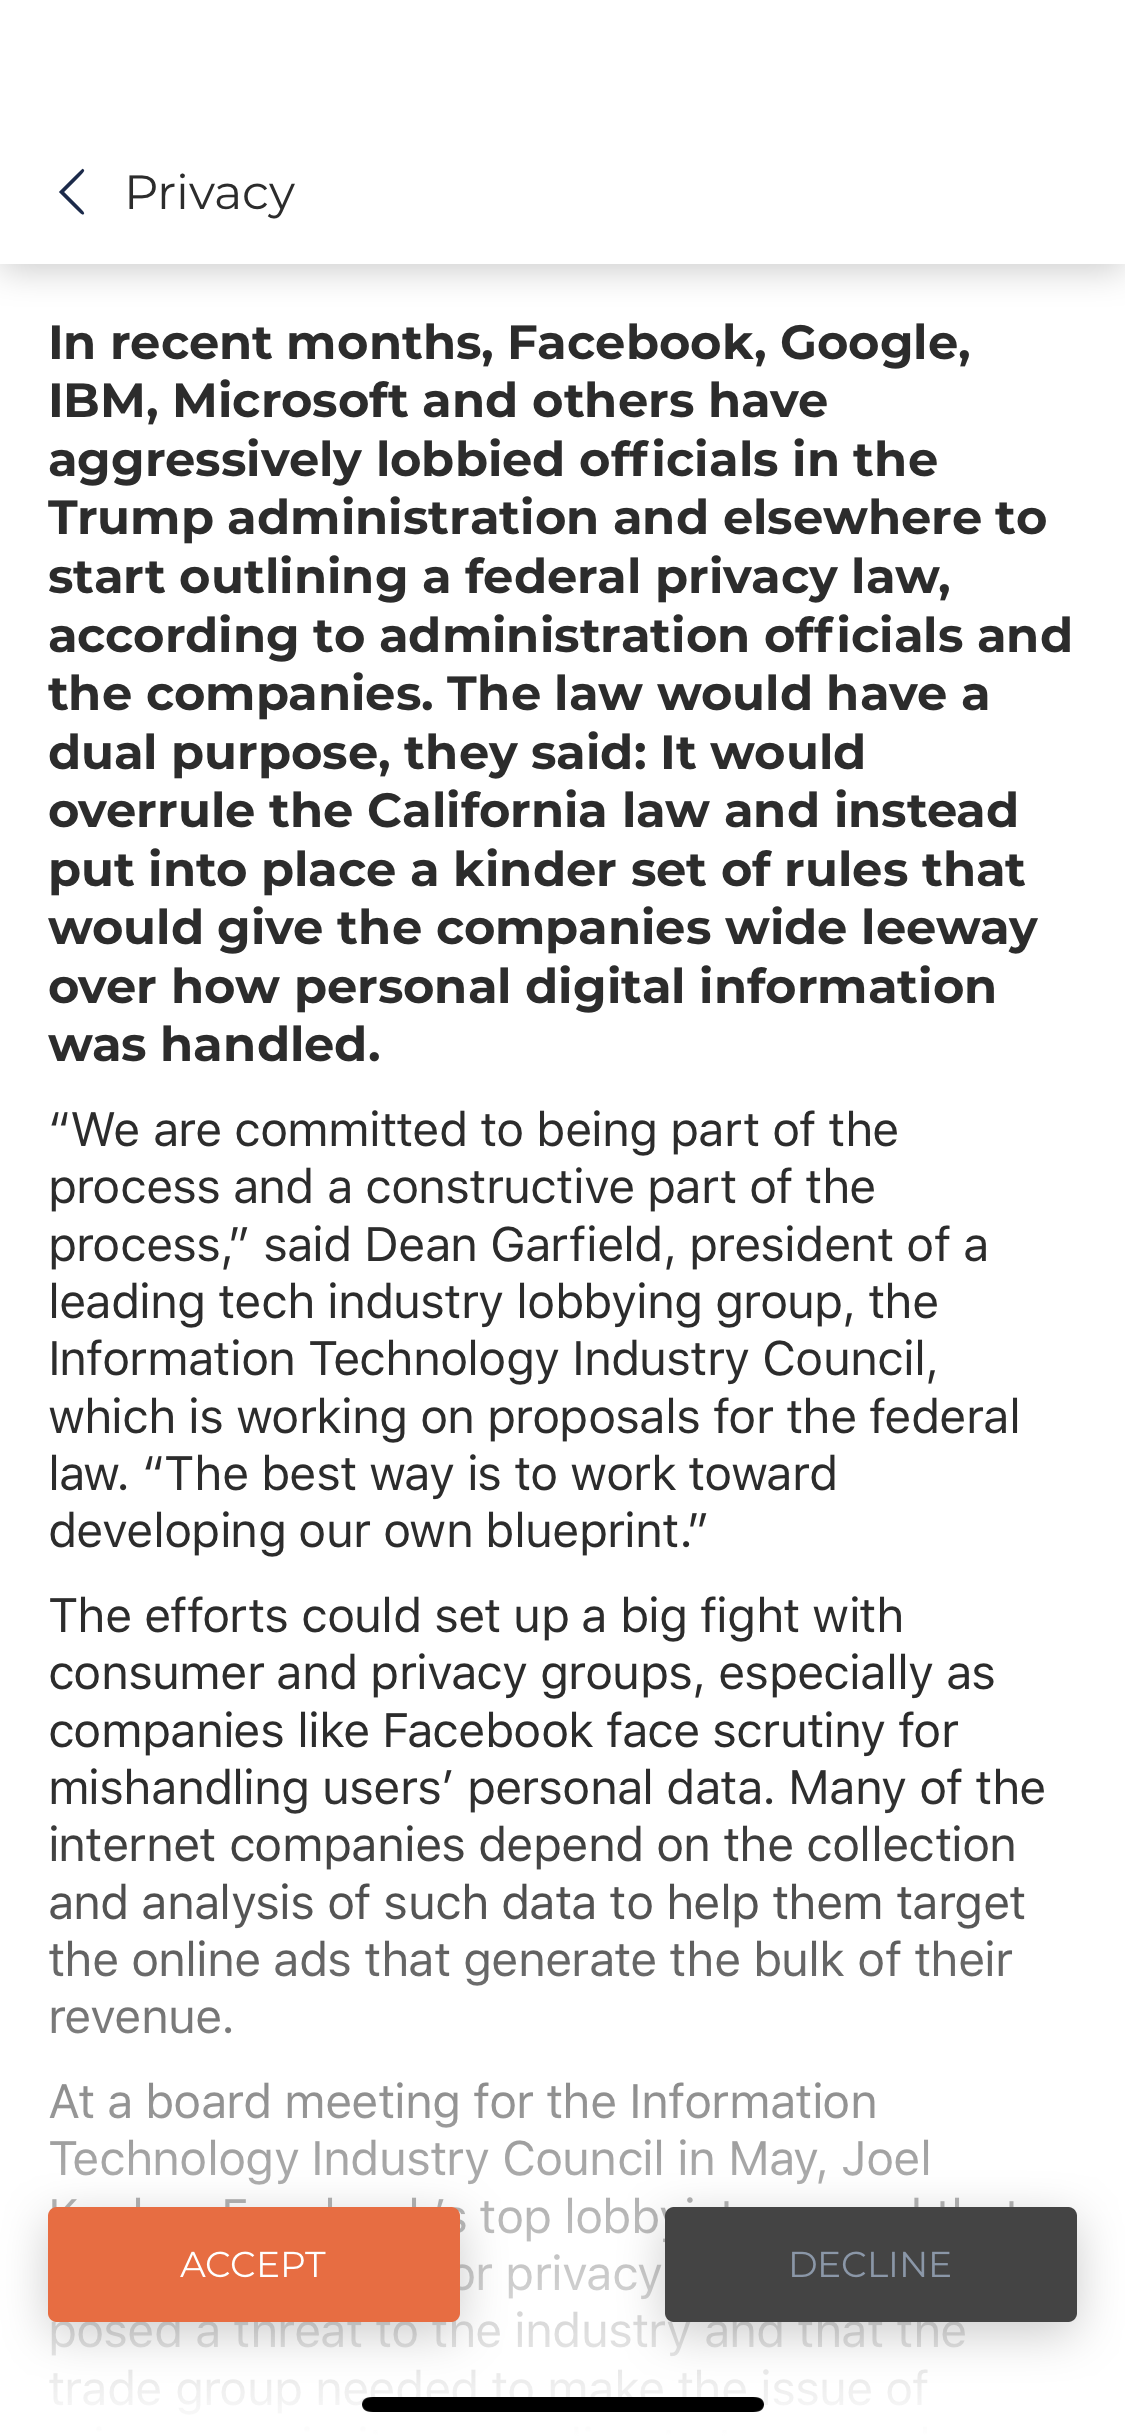 Privacy
In recent months, Facebook, Google,
IBM, Microsoft and others have
aggressively lobbied officials in the
Trump administration and elsewhere to
start outlining a federal privacy law,
according to administration officials and
the companies. The law would have a
dual purpose, they said: It would
overrule the California law and instead
put into place a kinder set of rules that
would give the companies wide leeway
over how personal digital information
was handled.
“We are committed to being part of the
process and a constructive part of the
process,” said Dean Garfield, president of a
leading tech industry lobbying group, the
Information Technology Industry Council,
which is working on proposals for the federal
law. “The best way is to work toward
developing our own blueprint.”
The efforts could set up a big fight with
consumer and privacy groups, especially as
companies like Facebook face scrutiny for
mishandling users’ personal data. Many of the
internet companies depend on the collection
and analysis of such data to help them target
the online ads that generate the bulk of their
revenue.
At a board meeting for the Information
Technology Industry Council in May, Joel
top
privacy
ACCEPT
DECLINE
posed a threat to the industry and that the
trade group needed to make the issue of